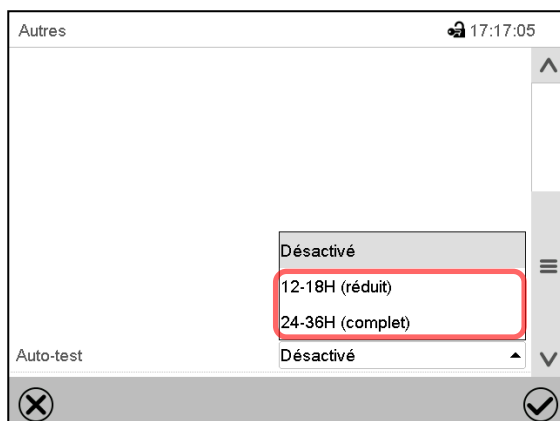 Autres 17:17:05
Désactivé
12-18H (réduit)
24-36H (complet)
Auto-test Désactivé